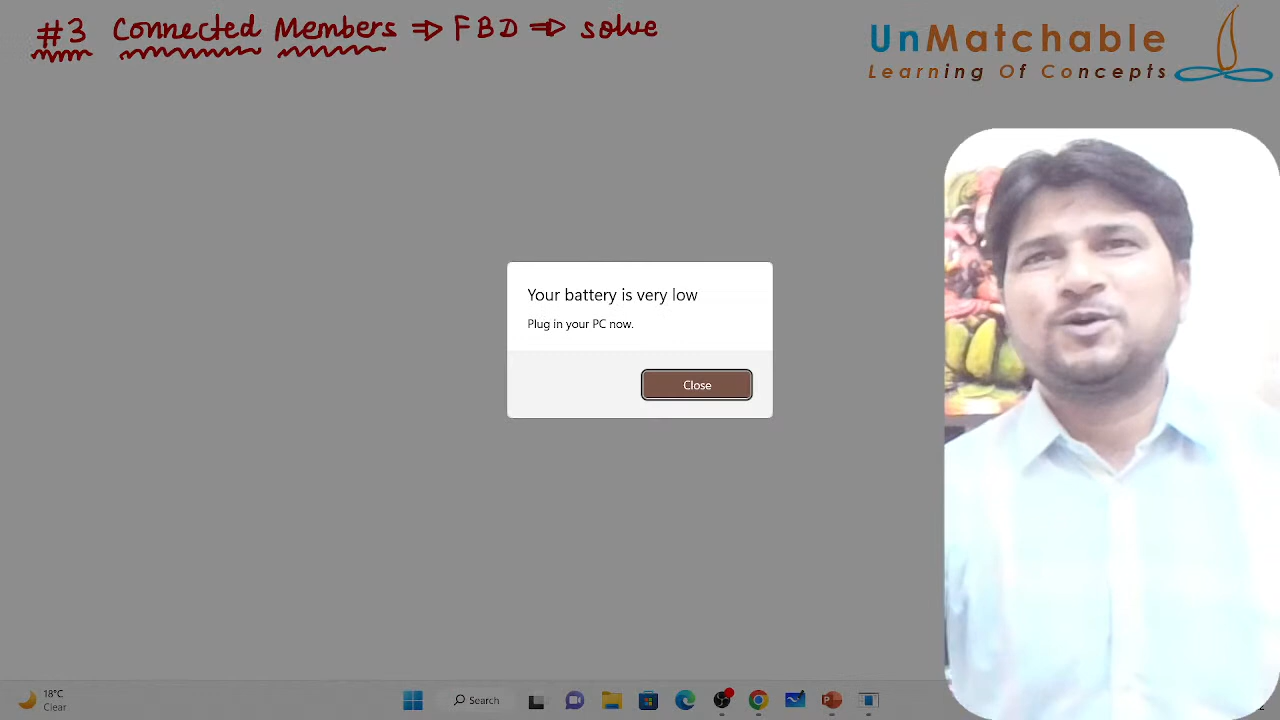 #3 Connected Members ⇒ FBD ⇒ solve
UnMatchable
Learning Of Concepts
Your battery is very low
Plug in your PC now.
Close
18°C
Clear
Search